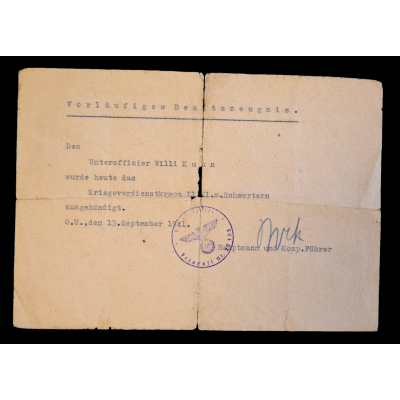 Vorläufiges Besitzzeugnis.
Dem
Unteroffizier Willi K u h n
wurde heute das
Kriegsverdienstkreuz II.Kl.m.Schwertern
ausgehändigt.
O.U.,den 13.September 1941.
Hauptmann und Komp.Führer